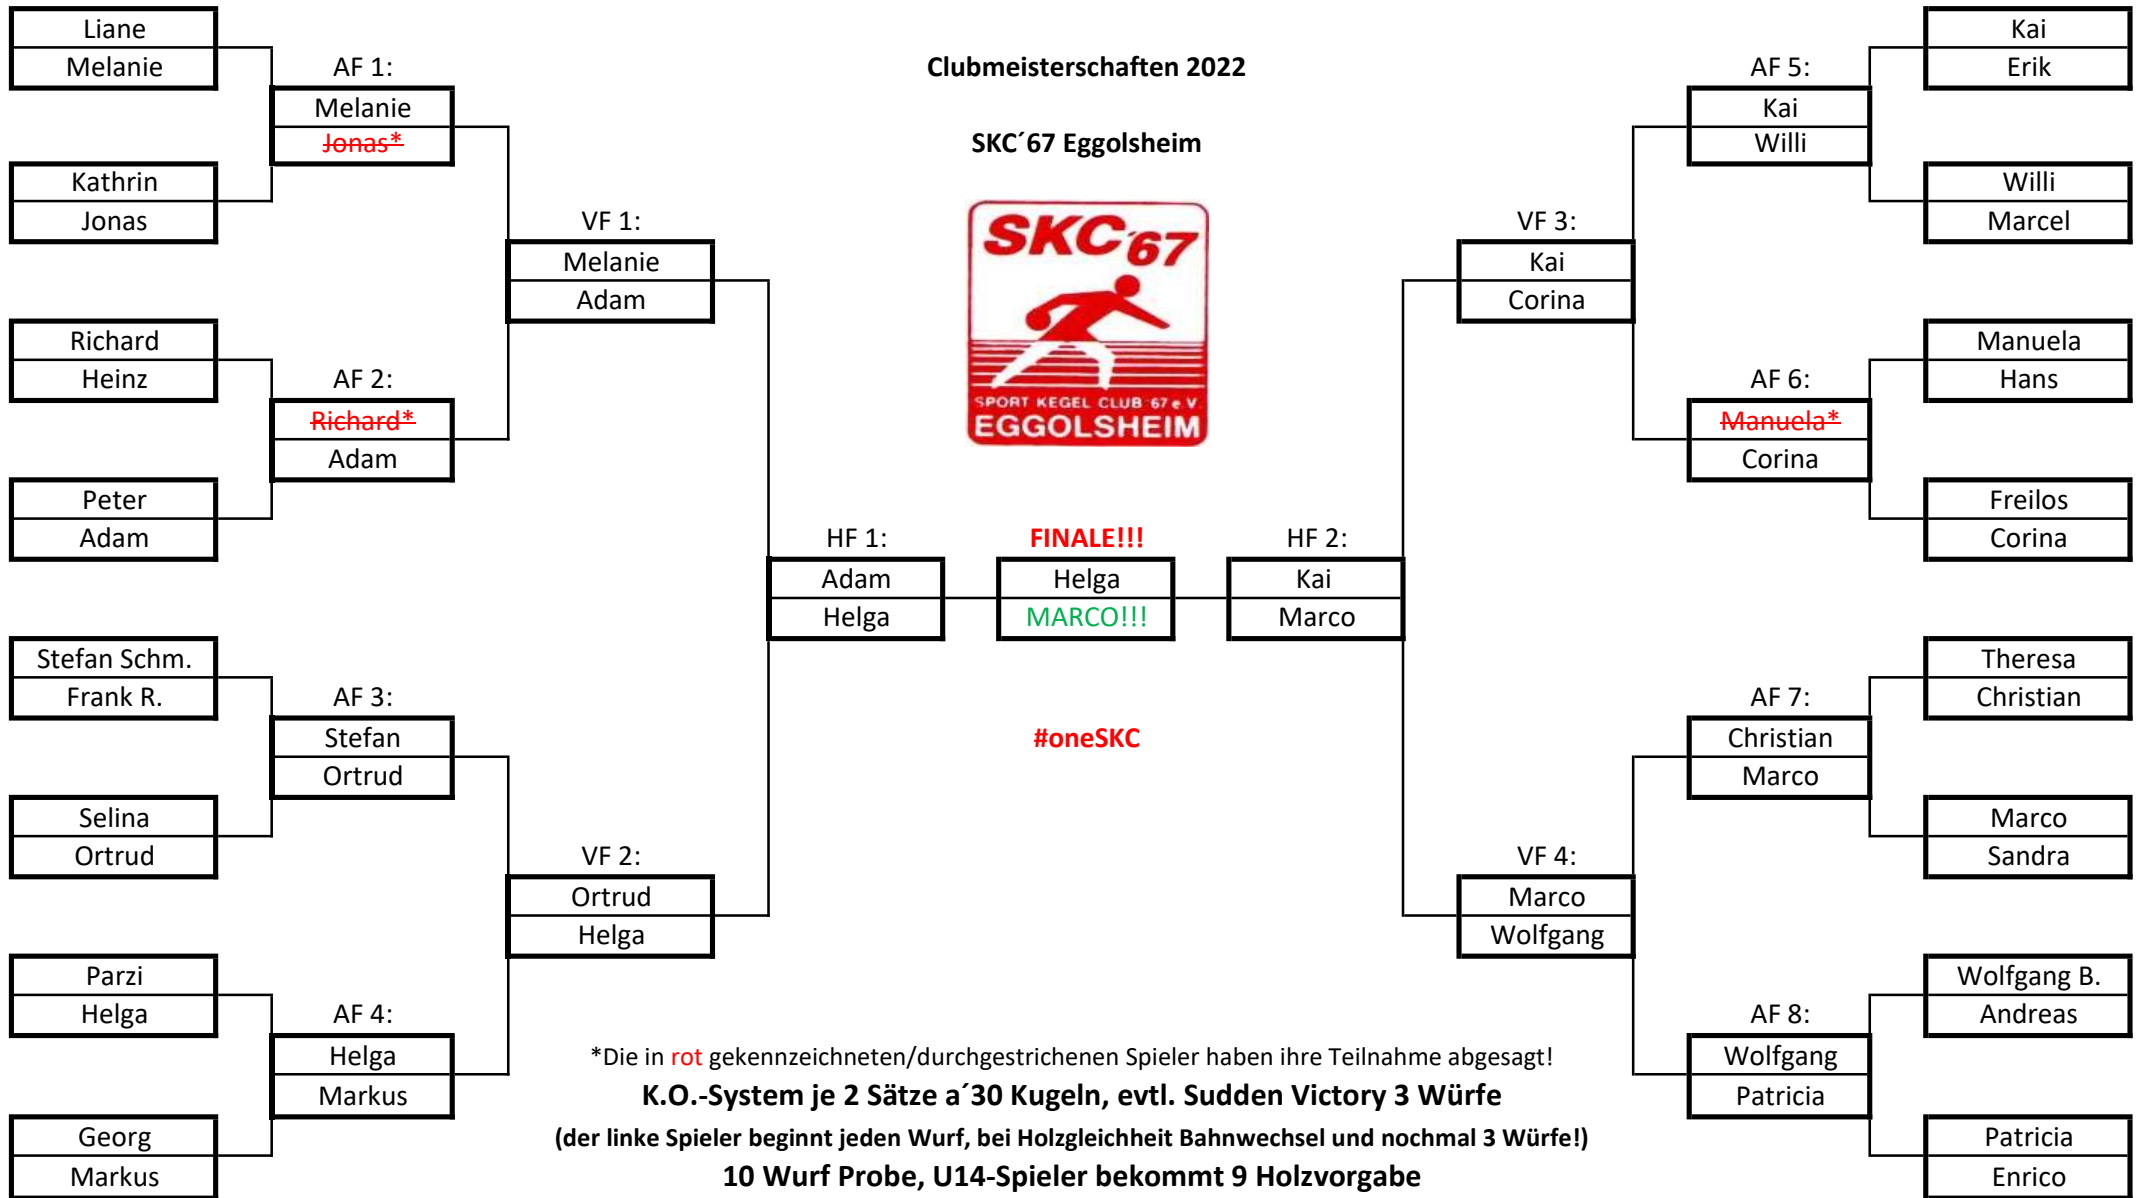 Liane
Melanie
Kathrin
Jonas
Richard
Heinz
Peter
Adam
Stefan Schm.
Frank R.
Selina
Ortrud
Parzi
Helga
Georg
Markus
AF 1:
Melanie
Jonas*
AF 2:
Richard*
Adam
AF 3:
Stefan
Ortrud
AF 4:
Helga
Markus
VF 1:
Melanie
Adam
VF 2:
Ortrud
Helga
HF 1:
Adam
Helga
Clubmeisterschaften 2022
SKC´67 Eggolsheim
SKC'67
SPORT KEGEL CLUB '67 e.V.
EGGOLSHEIM
FINALE!!!
Helga
MARCO!!!
#oneSKC
HF 2:
Kai
Marco
VF 3:
Kai
Corina
VF 4:
Marco
Wolfgang
AF 5:
Kai
Willi
AF 6:
Manuela*
Corina
AF 7:
Christian
Marco
AF 8:
Wolfgang
Patricia
Kai
Erik
Willi
Marcel
Manuela
Hans
Freilos
Corina
Theresa
Christian
Marco
Sandra
Wolfgang B.
Andreas
Patricia
Enrico
*Die in rot gekennzeichneten/durchgestrichenen Spieler haben ihre Teilnahme abgesagt!
K.O.-System je 2 Sätze a´30 Kugeln, evtl. Sudden Victory 3 Würfe
(der linke Spieler beginnt jeden Wurf, bei Holzgleichheit Bahnwechsel und nochmal 3 Würfe!)
10 Wurf Probe, U14-Spieler bekommt 9 Holzvorgabe